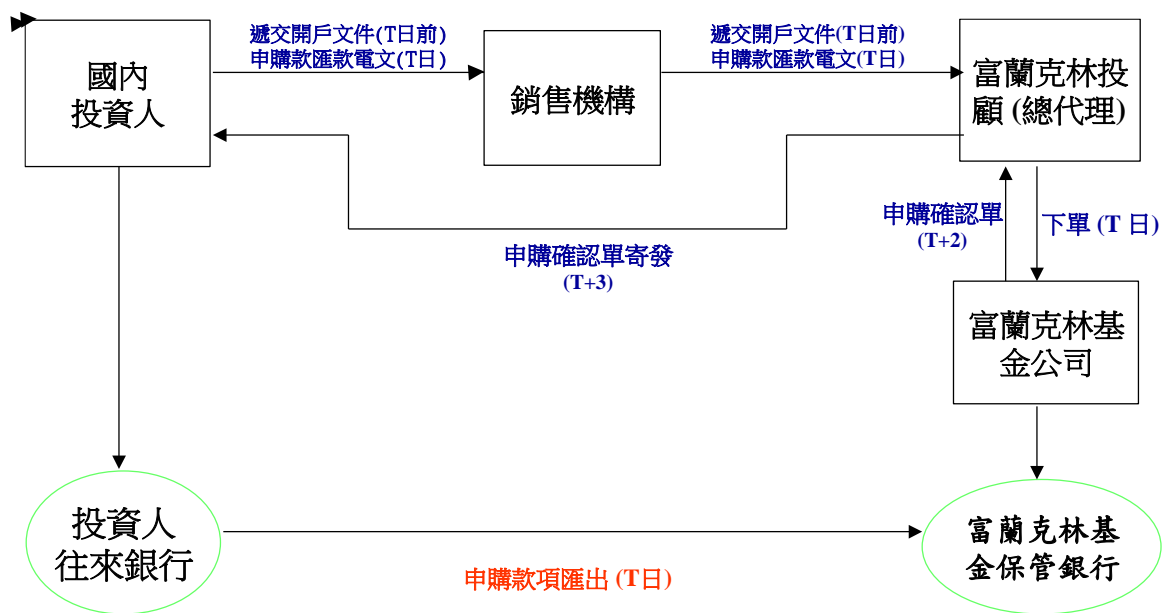 遞交開戶文件(T日前)
申購款匯款電文(T日)
遞交開戶文件(T日前)
申購款匯款電文(T日)
國內
投資人
銷售機構
富蘭克林投
顧 (總代理)
申購確認單
(T+2)
下單 (T 日)
申購確認單寄發
(T+3)
富蘭克林基
金公司
投資人
往來銀行
富蘭克林基
金保管銀行
申購款項匯出 (T日)